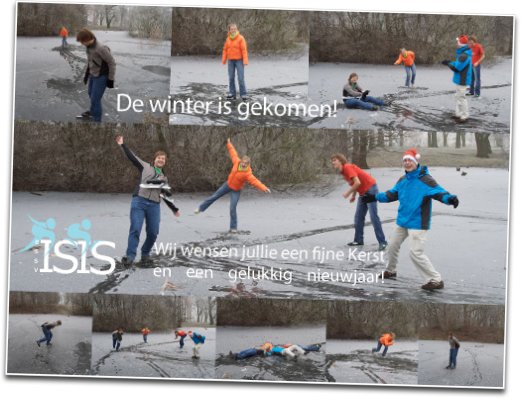 De winter is gekomen!
ISIS
Wij wensen jullie een fijne Kerst
en een gelukkig nieuwjaar!